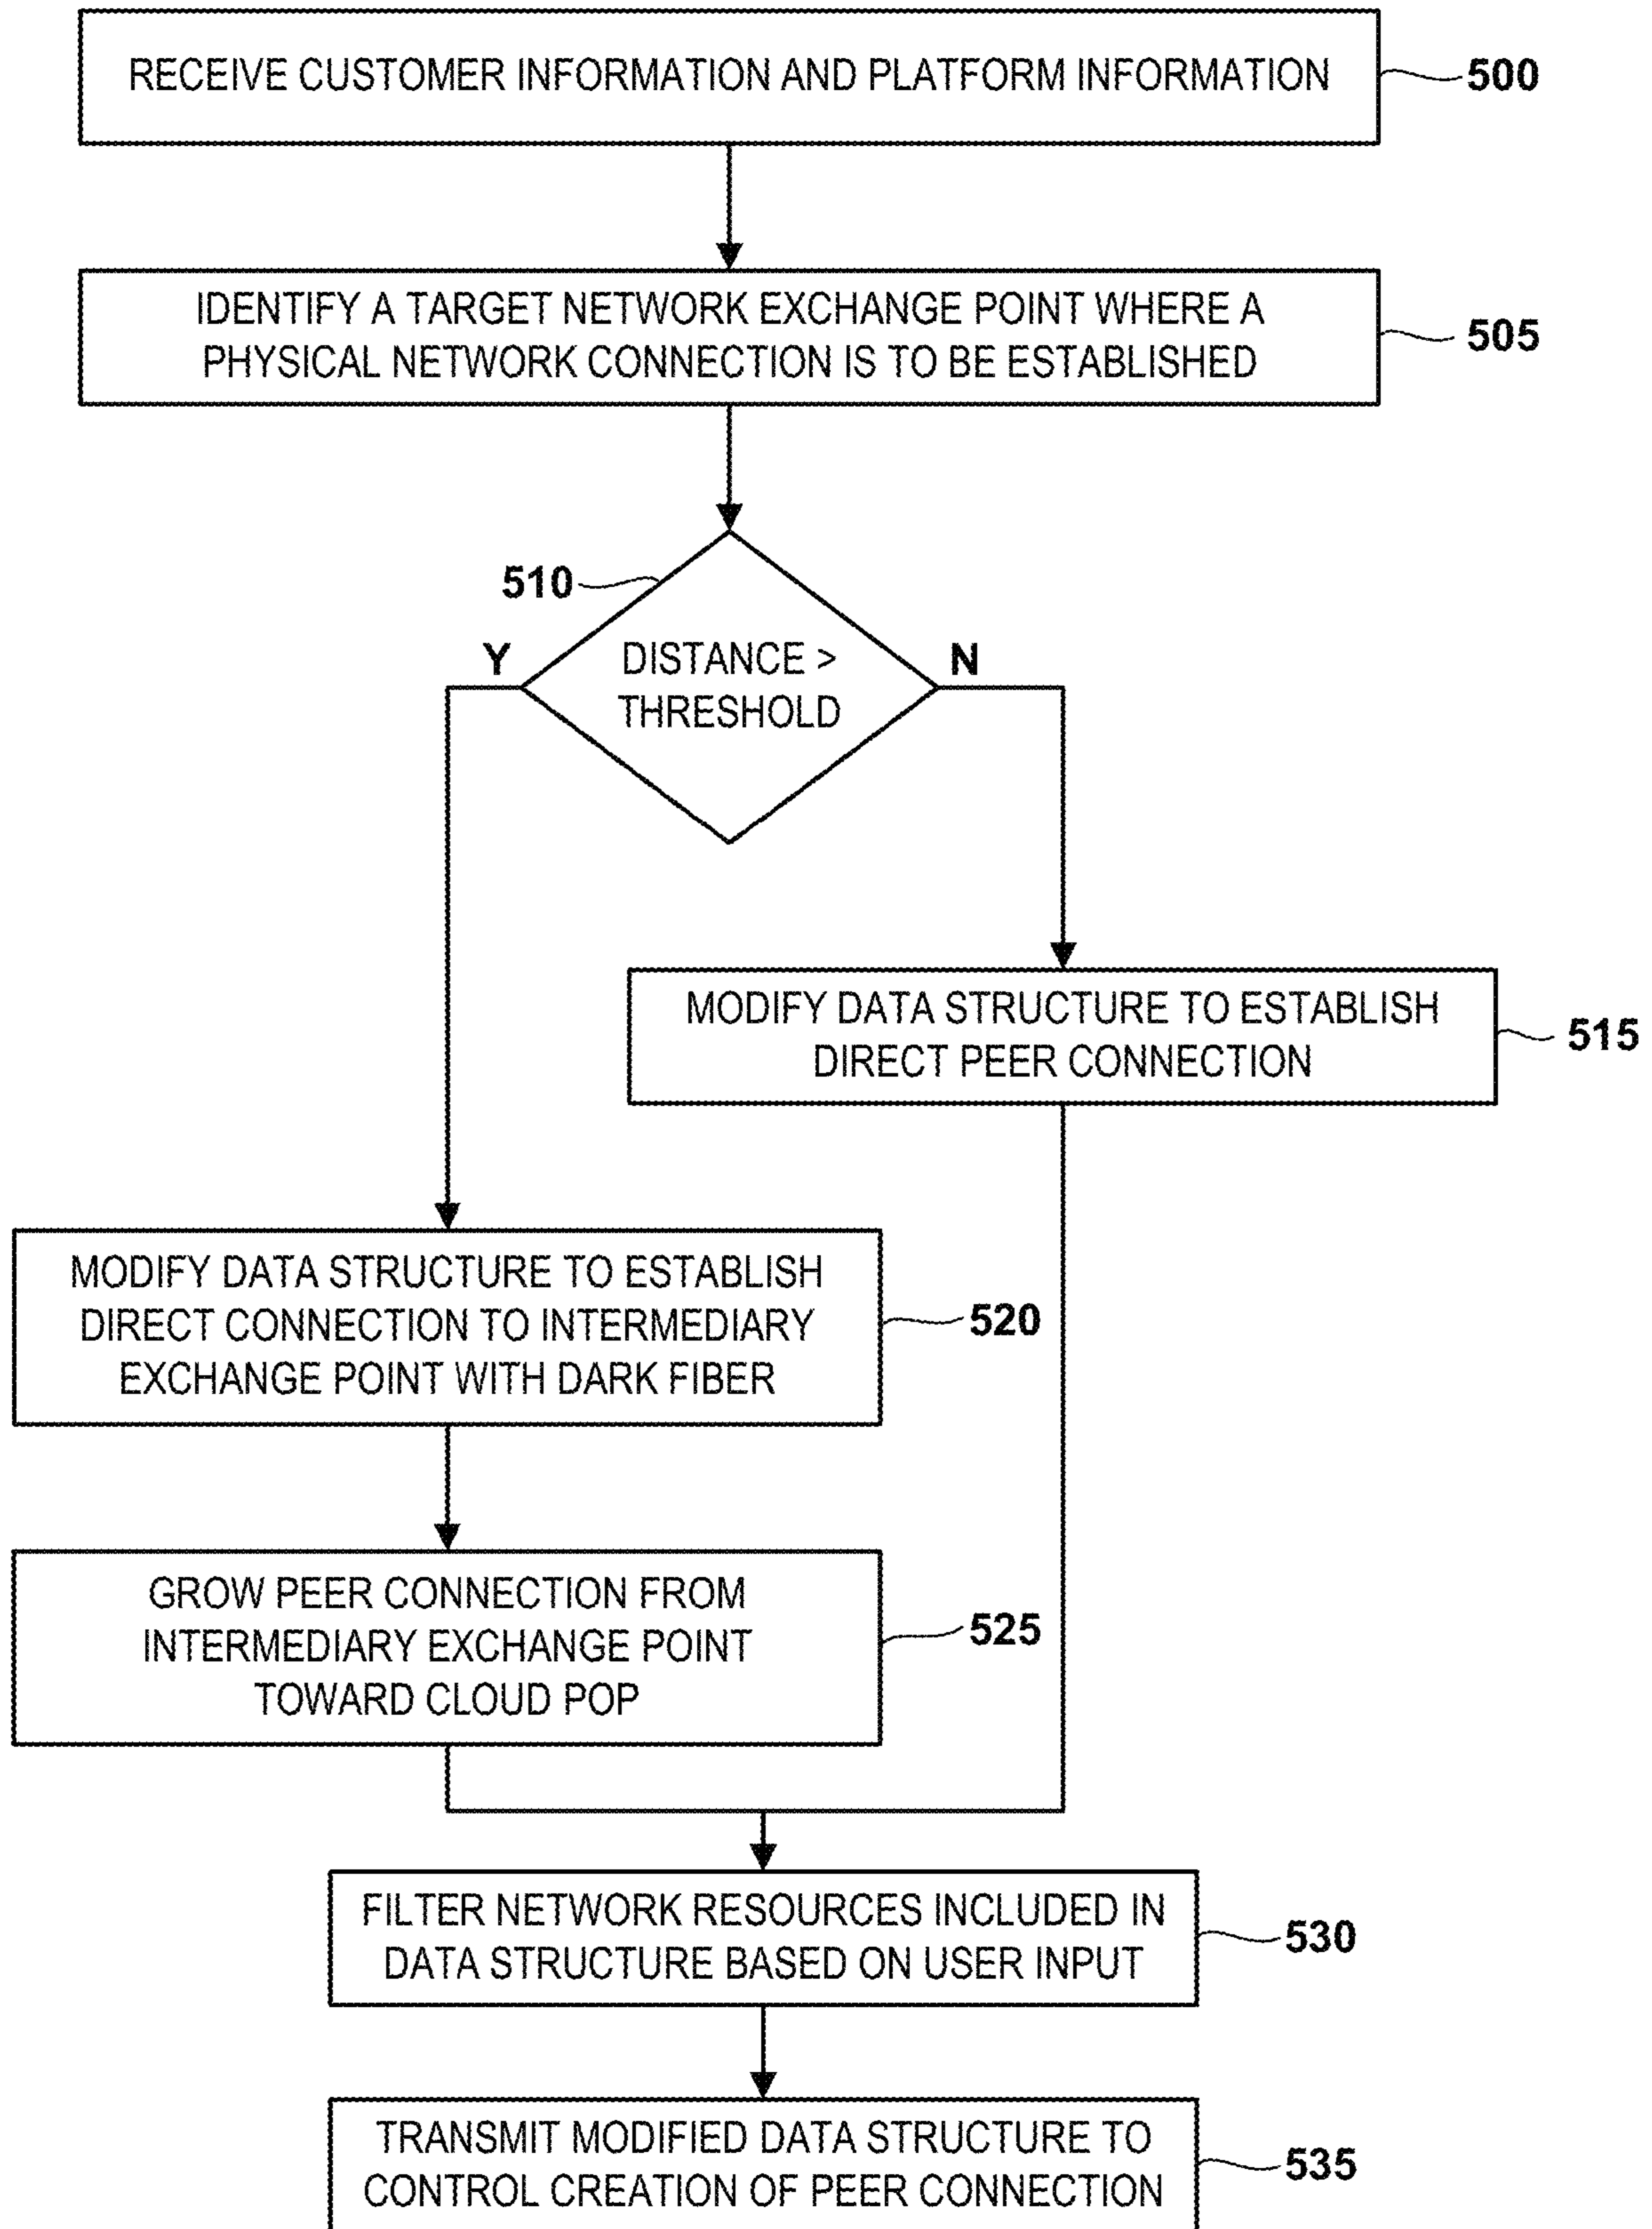 RECEIVE CUSTOMER INFORMATION AND PLATFORM INFORMATION
500
IDENTIFY A TARGET NETWORK EXCHANGE POINT WHERE A
PHYSICAL NETWORK CONNECTION IS TO BE ESTABLISHED
505
510
Y
DISTANCE >
THRESHOLD
N
MODIFY DATA STRUCTURE TO ESTABLISH
DIRECT PEER CONNECTION
515
MODIFY DATA STRUCTURE TO ESTABLISH
DIRECT CONNECTION TO INTERMEDIARY
EXCHANGE POINT WITH DARK FIBER
520
GROW PEER CONNECTION FROM
INTERMEDIARY EXCHANGE POINT
TOWARD CLOUD POP
525
FILTER NETWORK RESOURCES INCLUDED IN
DATA STRUCTURE BASED ON USER INPUT
530
TRANSMIT MODIFIED DATA STRUCTURE TO
CONTROL CREATION OF PEER CONNECTION
535